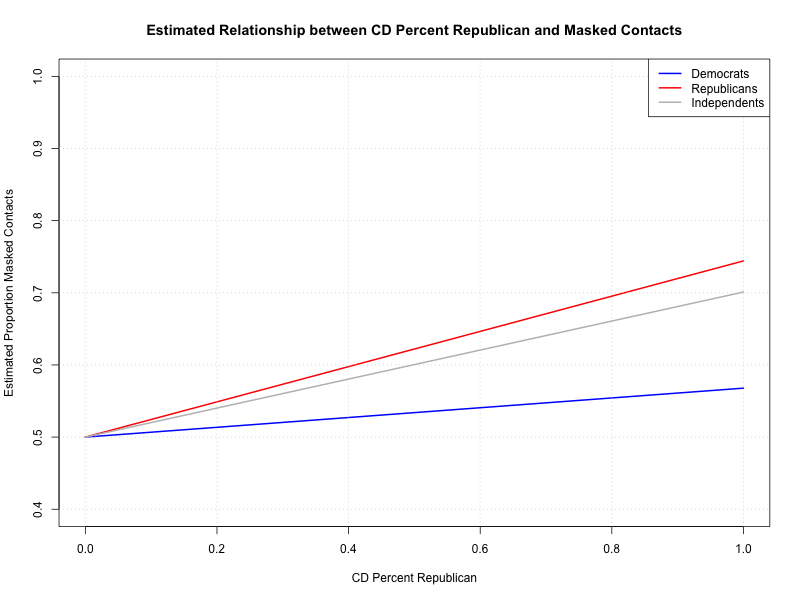 Estimated Relationship between CD Percent Republican and Masked Contacts
Democrats
Republicans
Independents
Estimated Proportion Masked Contacts
1.0
0.9
0.8
0.7
0.6
0.5
0.4
0.0 0.2 0.4 0.6 0.8 1.0
CD Percent Republican